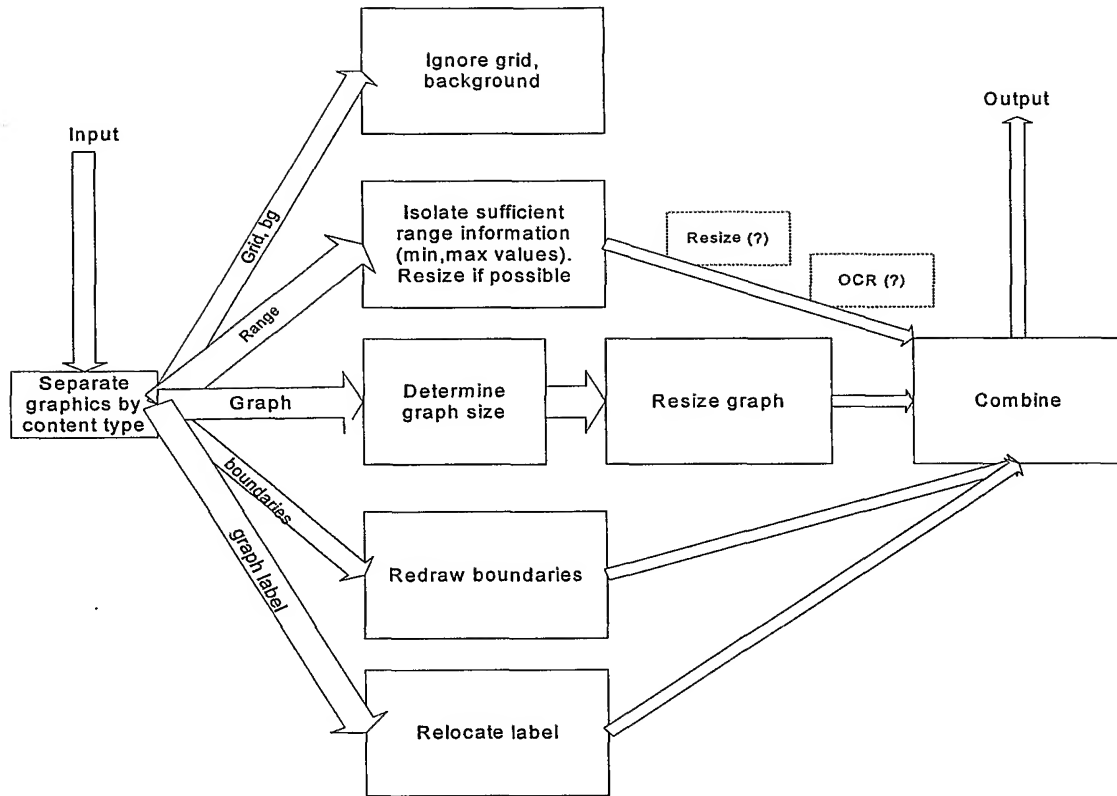 Ignore grid,
background
Output
Input
Grid, bg
Isolate sufficient
range information
(min,max values).
Resize if possible
Resize (?)
OCR (?)
Range
Separate
graphics by
content type
Graph
Determine
graph size
Resize graph
Combine
boundaries
graph label
Redraw boundaries
Relocate label